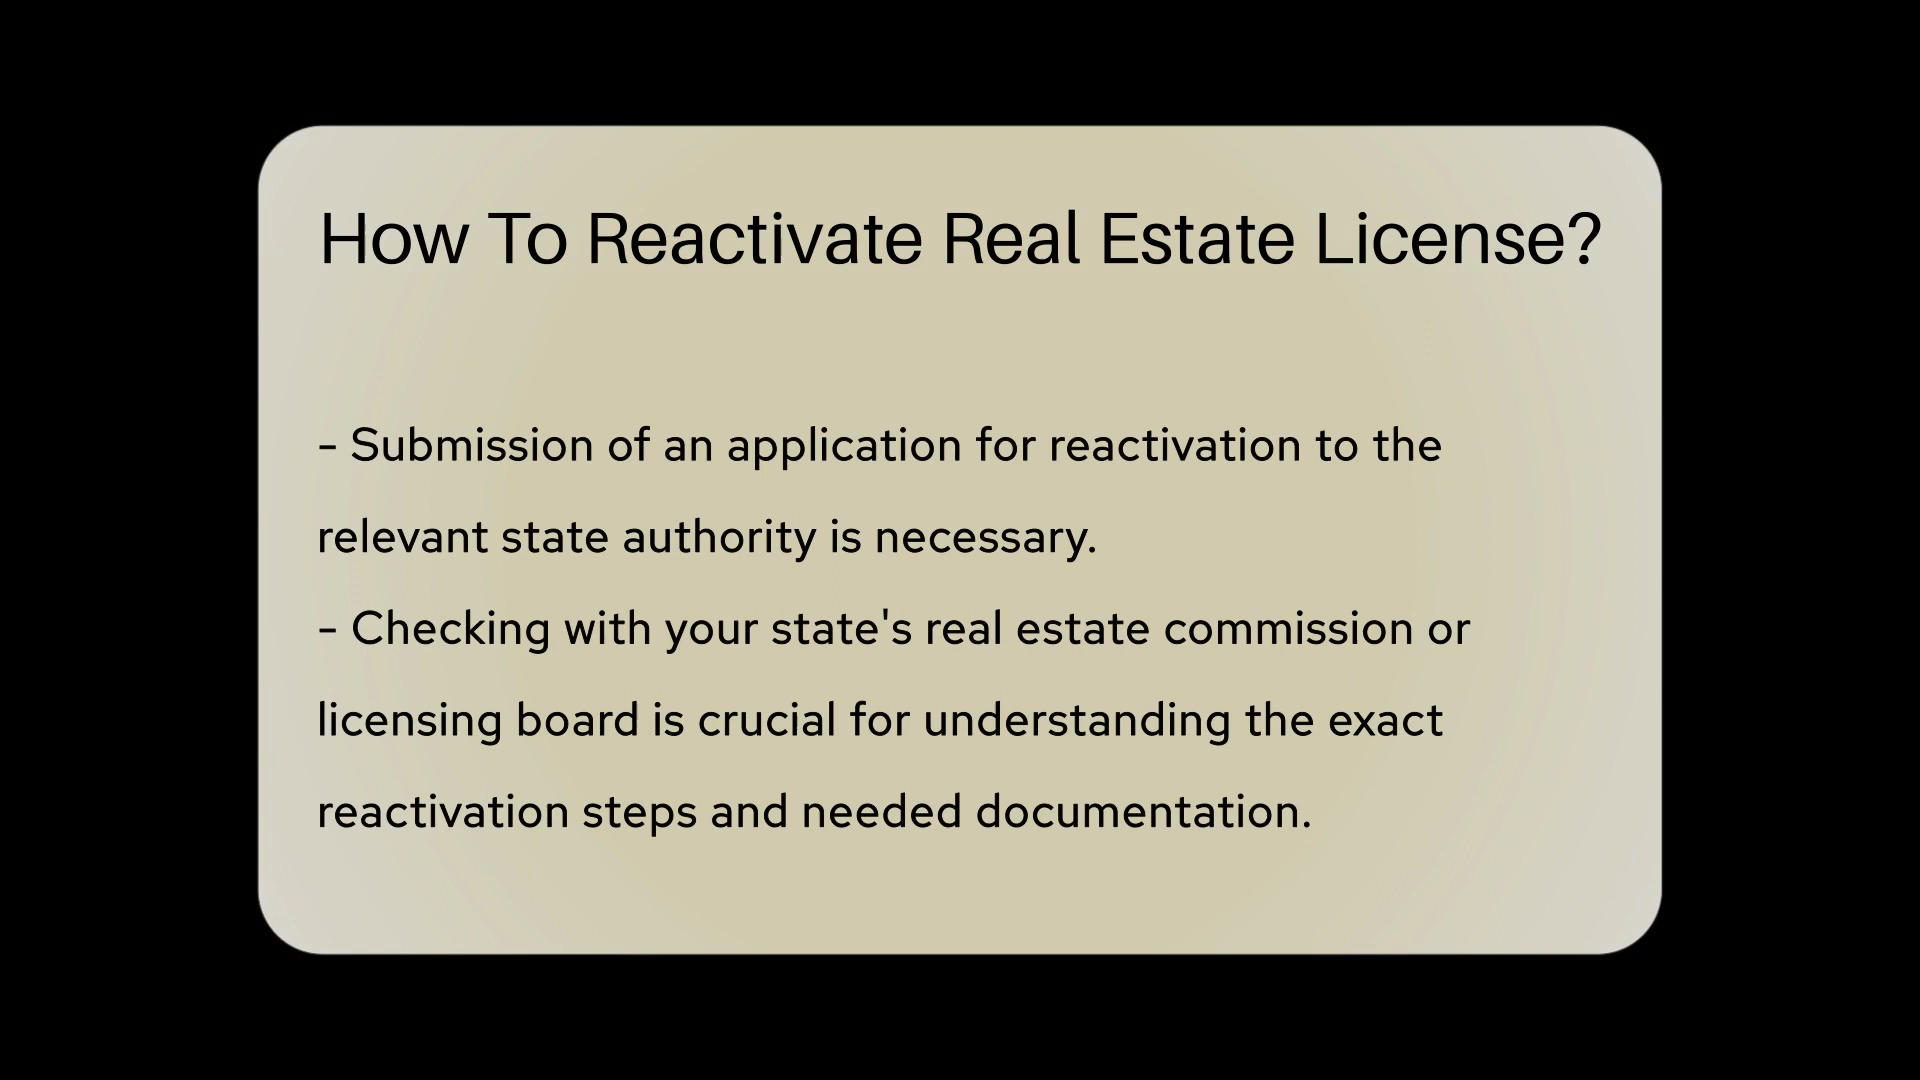 How To Reactivate Real Estate License?
- Submission of an application for reactivation to the
relevant state authority is necessary.
- Checking with your state's real estate commission or
licensing board is crucial for understanding the exact
reactivation steps and needed documentation.